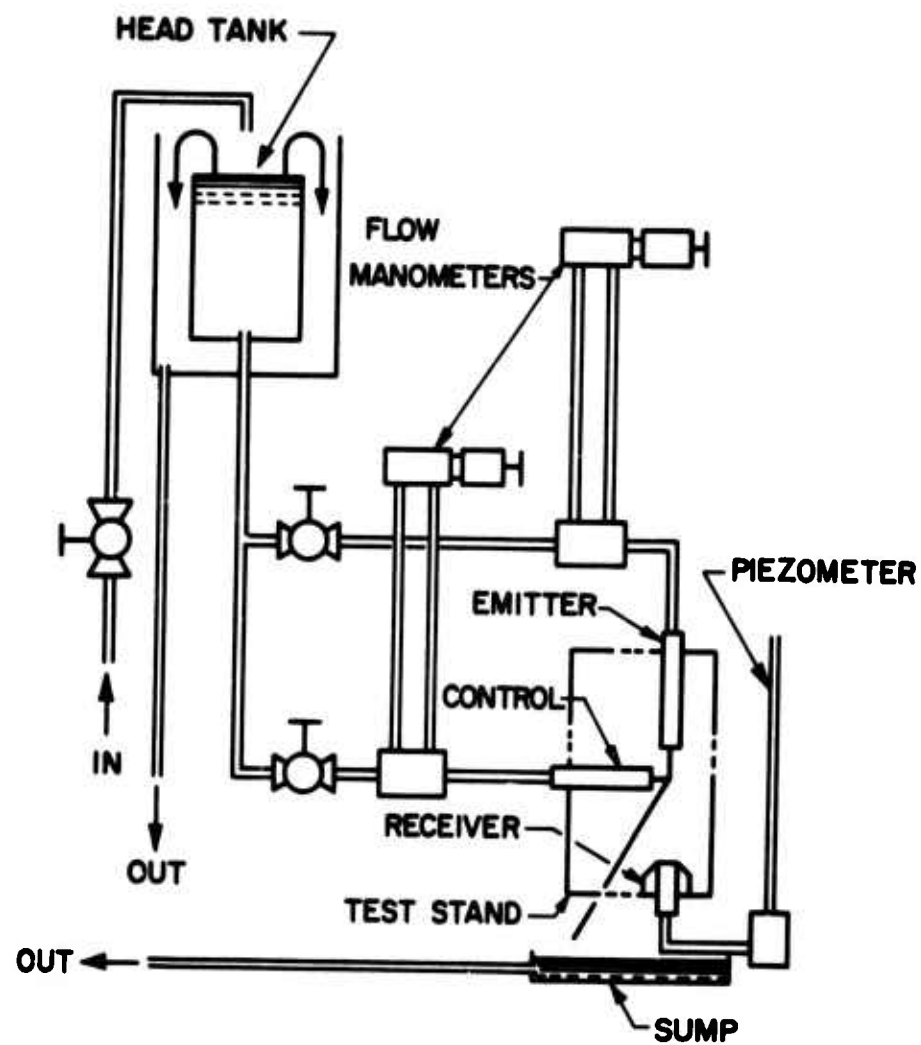 HEAD TANK
FLOW
MANOMETERS
PIEZOMETER
EMITTER
CONTROL
IN
RECEIVER
OUT
TEST STAND
OUT
SUMP